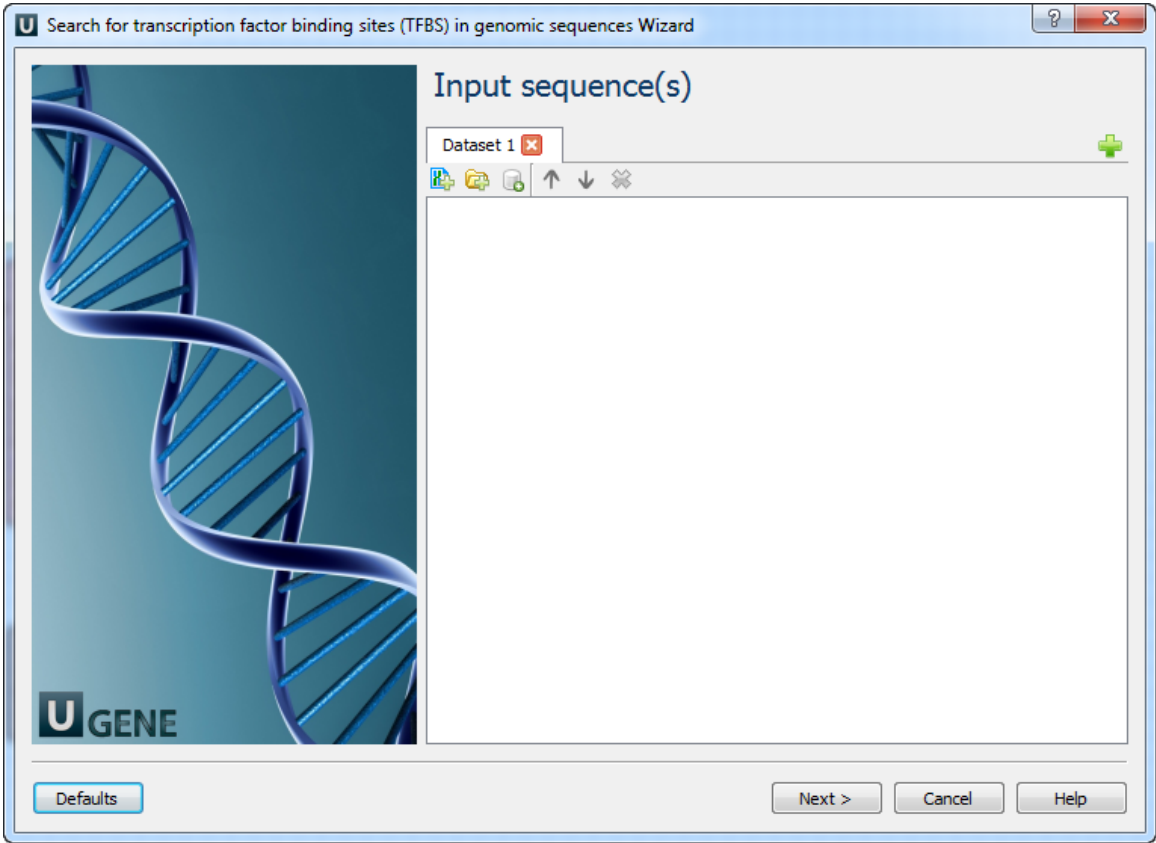 U Search for transcription factor binding sites (TFBS) in genomic sequences Wizard
Input sequence(s)
Dataset 1
U GENE
Defaults
Next >
Cancel
Help